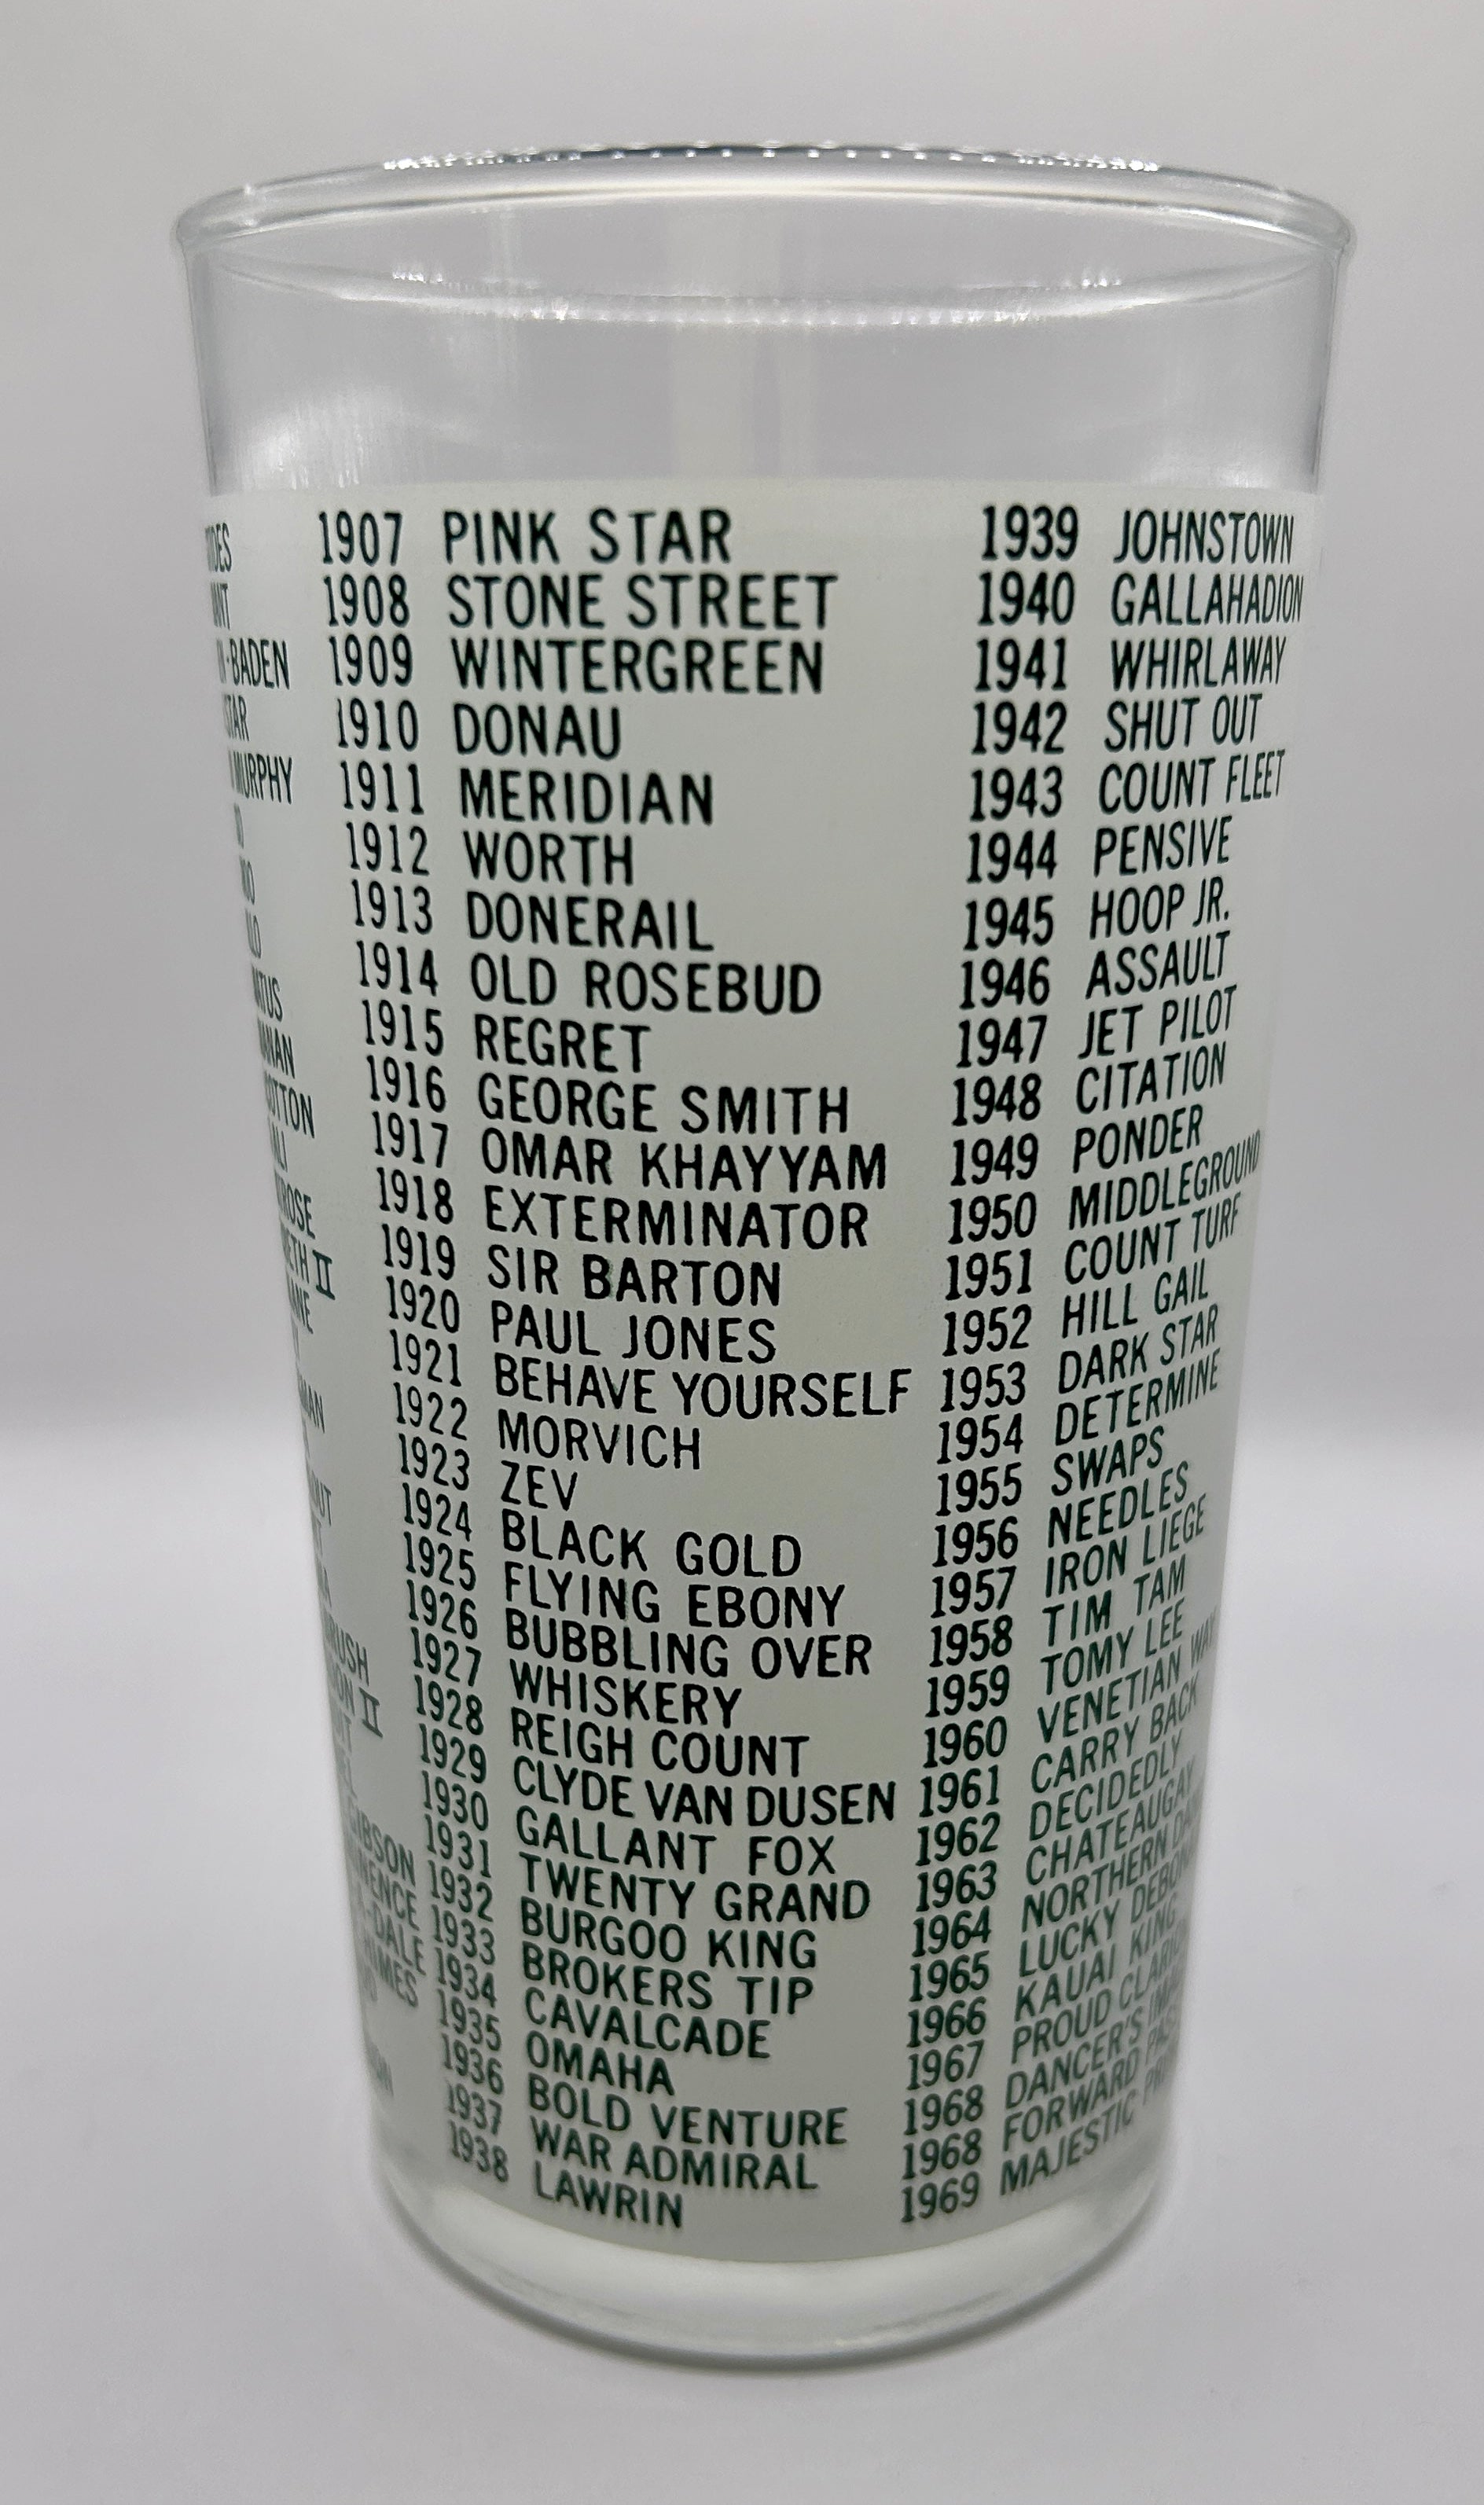 -BADEN
MURPHY
II
II
GIBSON
1907 PINK STAR
1908 STONE STREET
1909 WINTERGREEN
1910 DONAU
1911 MERIDIAN
1912 WORTH
1913 DONERAIL
1914 OLD ROSEBUD
1915 REGRET
1916 GEORGE SMITH
1917 OMAR KHAYYAM
1918 EXTERMINATOR
1919 SIR BARTON
1920 PAUL JONES
1921 BEHAVE YOURSELF
1922 MORVICH
1923 ZEV
1924 BLACK GOLD
1925 FLYING EBONY
1926 BUBBLING OVER
1927 WHISKERY
1928 REIGH COUNT
1929 CLYDE VAN DUSEN
1930 GALLANT FOX
1931 TWENTY GRAND
1932 BURGOO KING
1933 BROKERS TIP
1934 CAVALCADE
1935 OMAHA
1936 BOLD VENTURE
1937 WAR ADMIRAL
1938 LAWRIN
1939 JOHNSTOWN
1940 GALLAHADION
1941 WHIRLAWAY
1942 SHUT OUT
1943 COUNT FLEET
1944 PENSIVE
1945 HOOP JR.
1946 ASSAULT
1947 JET PILOT
1948 CITATION
1949 PONDER
1950 MIDDLEGROUND
1951 COUNT TURF
1952 HILL GAIL
1953 DARK STAR
1954 DETERMINE
1955 SWAPS
1956 NEEDLES
1957 IRON LIEGE
1958 TIM TAM
1959 TOMY LEE
1960 VENETIAN WAY
1961 CARRY BACK
1962 DECIDEDLY
1963 CHATEAUGAY
1964 NORTHERN
1965 LUCKY
1966 KAUAI KING
1967 PROUD
1968 DANCER'S
1968 FORWARD
1969 MAJESTIC